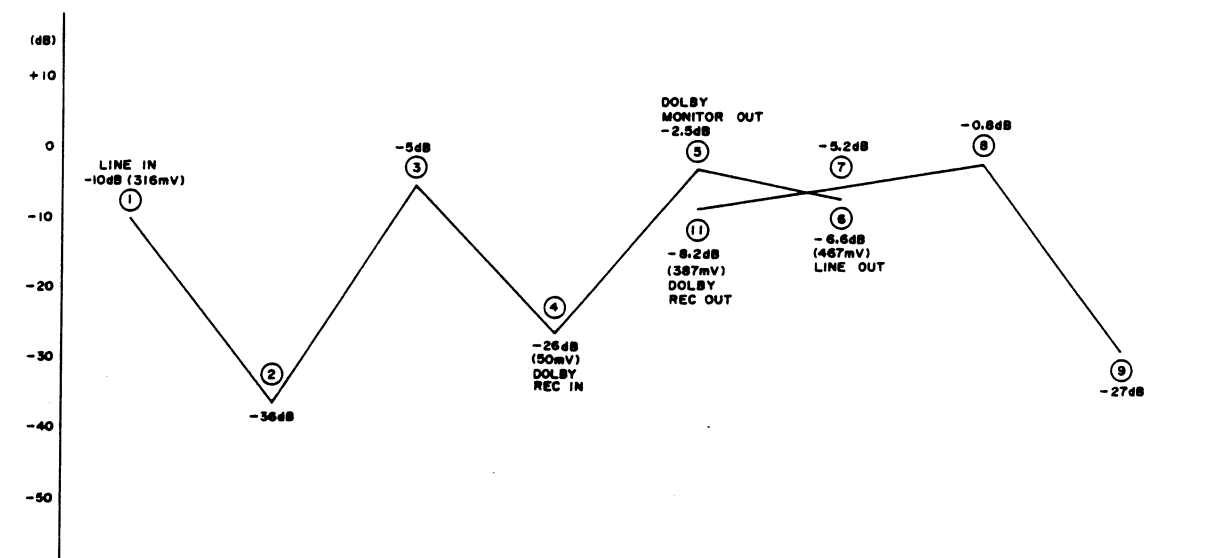 (dB)
+10
0
-10
-20
-30
-40
-50
LINE IN
-10dB (316mV)
1
2
-36dB
-5dB
3
4
-26dB
(50mV)
DOLBY
REC IN
DOLBY
MONITOR OUT
-2.5dB
5
11
-8.2dB
(387mV)
DOLBY
REC OUT
-5.2dB
7
6
-6.6dB
(467mV)
LINE OUT
-0.8dB
8
9
-27dB